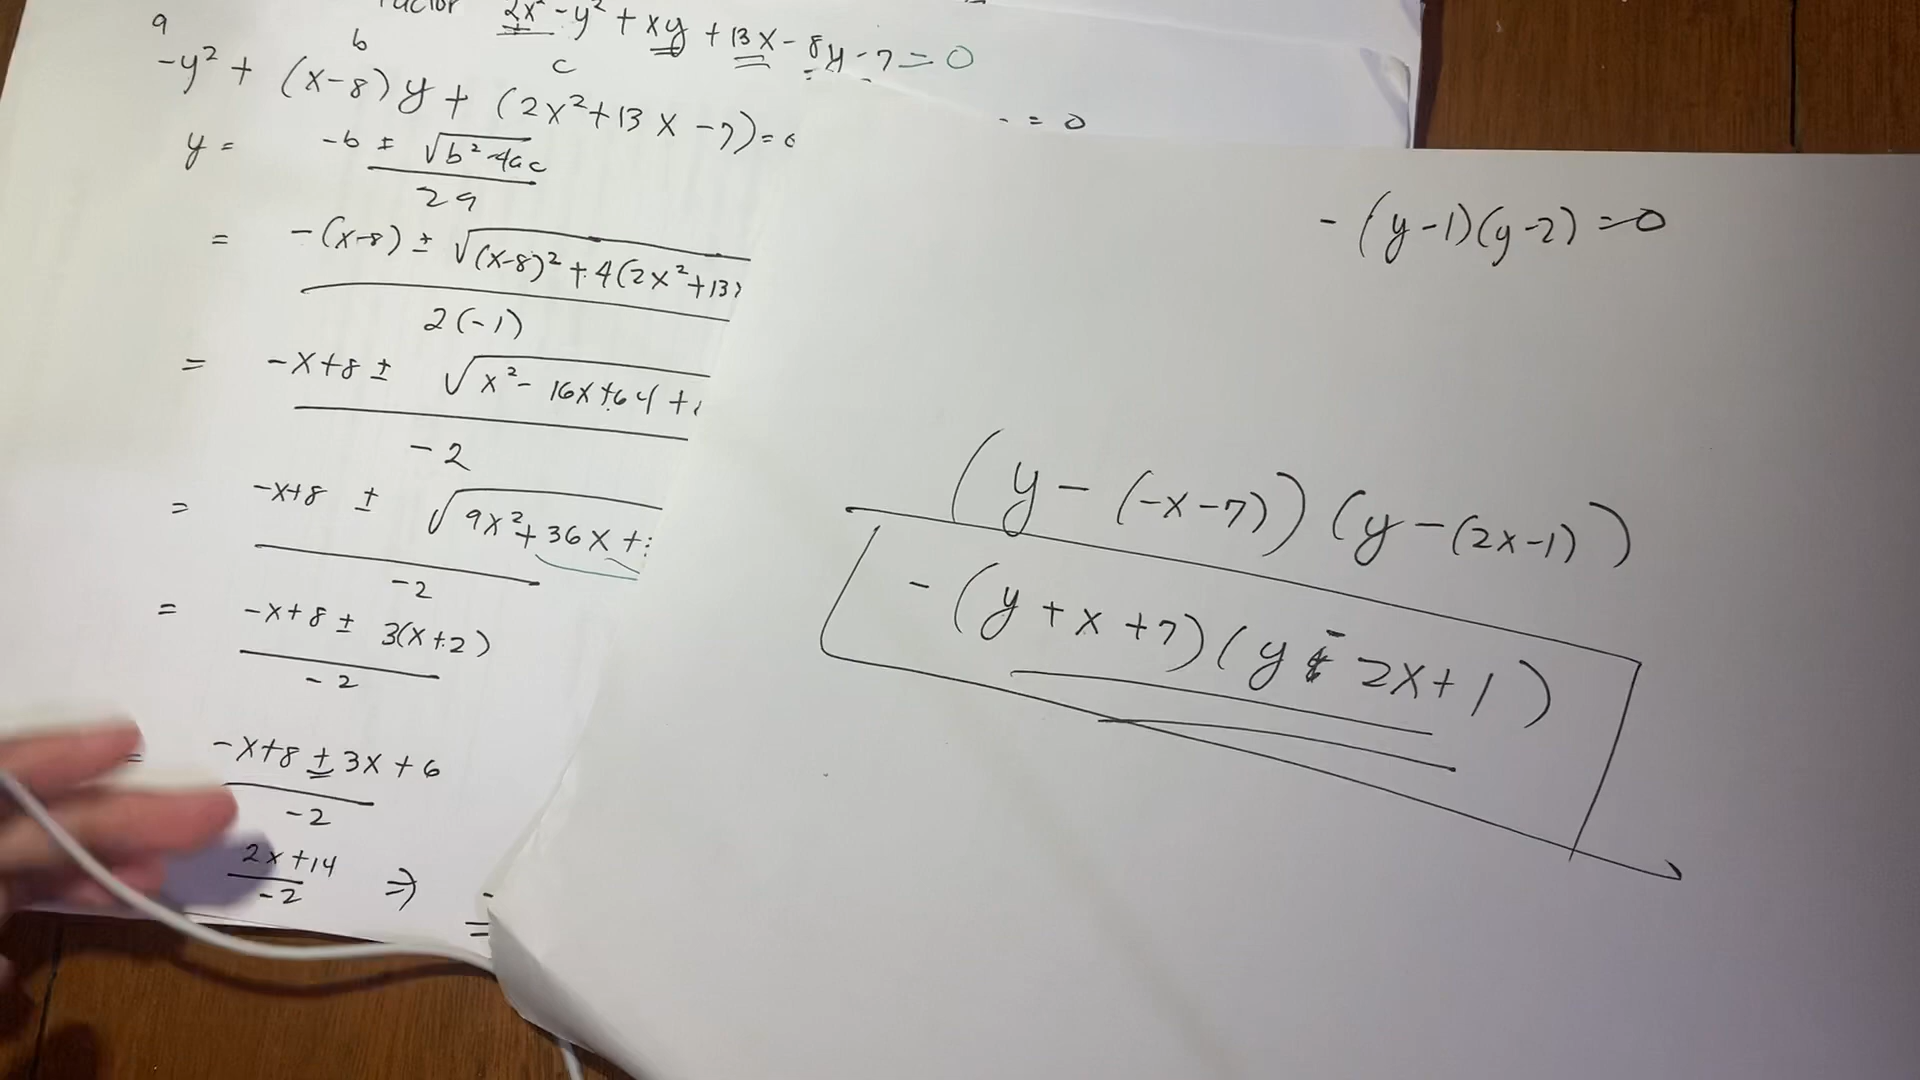 Factor 2x² - y² + xy + 13x - 8y - 7 = 0
a b c
-y² + (x-8)y + (2x² + 13x - 7) = 0
- = 0
y = -b ± √b² - 4ac
2a
= -(x-8) ± √(x-8)² + 4(2x² + 13
2(-1)
= -x+8 ± √x² - 16x + 64 +
-2
= -x+8 ± √9x² + 36x +
-2
= -x+8 ± 3(x+2)
-2
= -x+8 ± 3x + 6
-2
2x+14 ⇒
-2
=
-(y-1)(y-2) = 0
(y - (-x-7))(y - (2x-1))
-(y + x + 7)(y - 2x + 1)